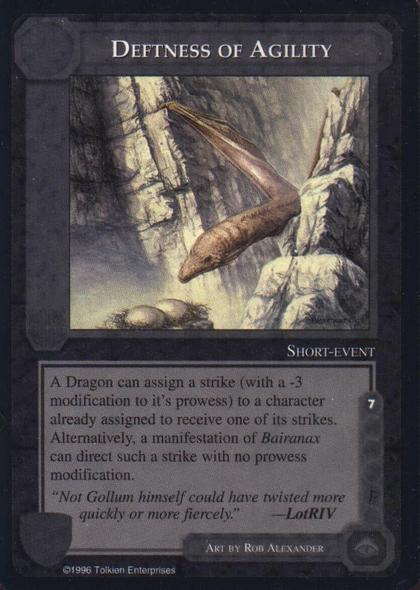 DEFTNESS OF AGILITY
SHORT-EVENT
A Dragon can assign a strike (with a -3
modification to it's prowess) to a character
already assigned to receive one of its strikes.
Alternatively, a manifestation of Bairanax
can direct such a strike with no prowess
modification.
7
“Not Gollum himself could have twisted more
quickly or more fiercely.” —LotRIV
ART BY ROB ALEXANDER
©1996 Tolkien Enterprises